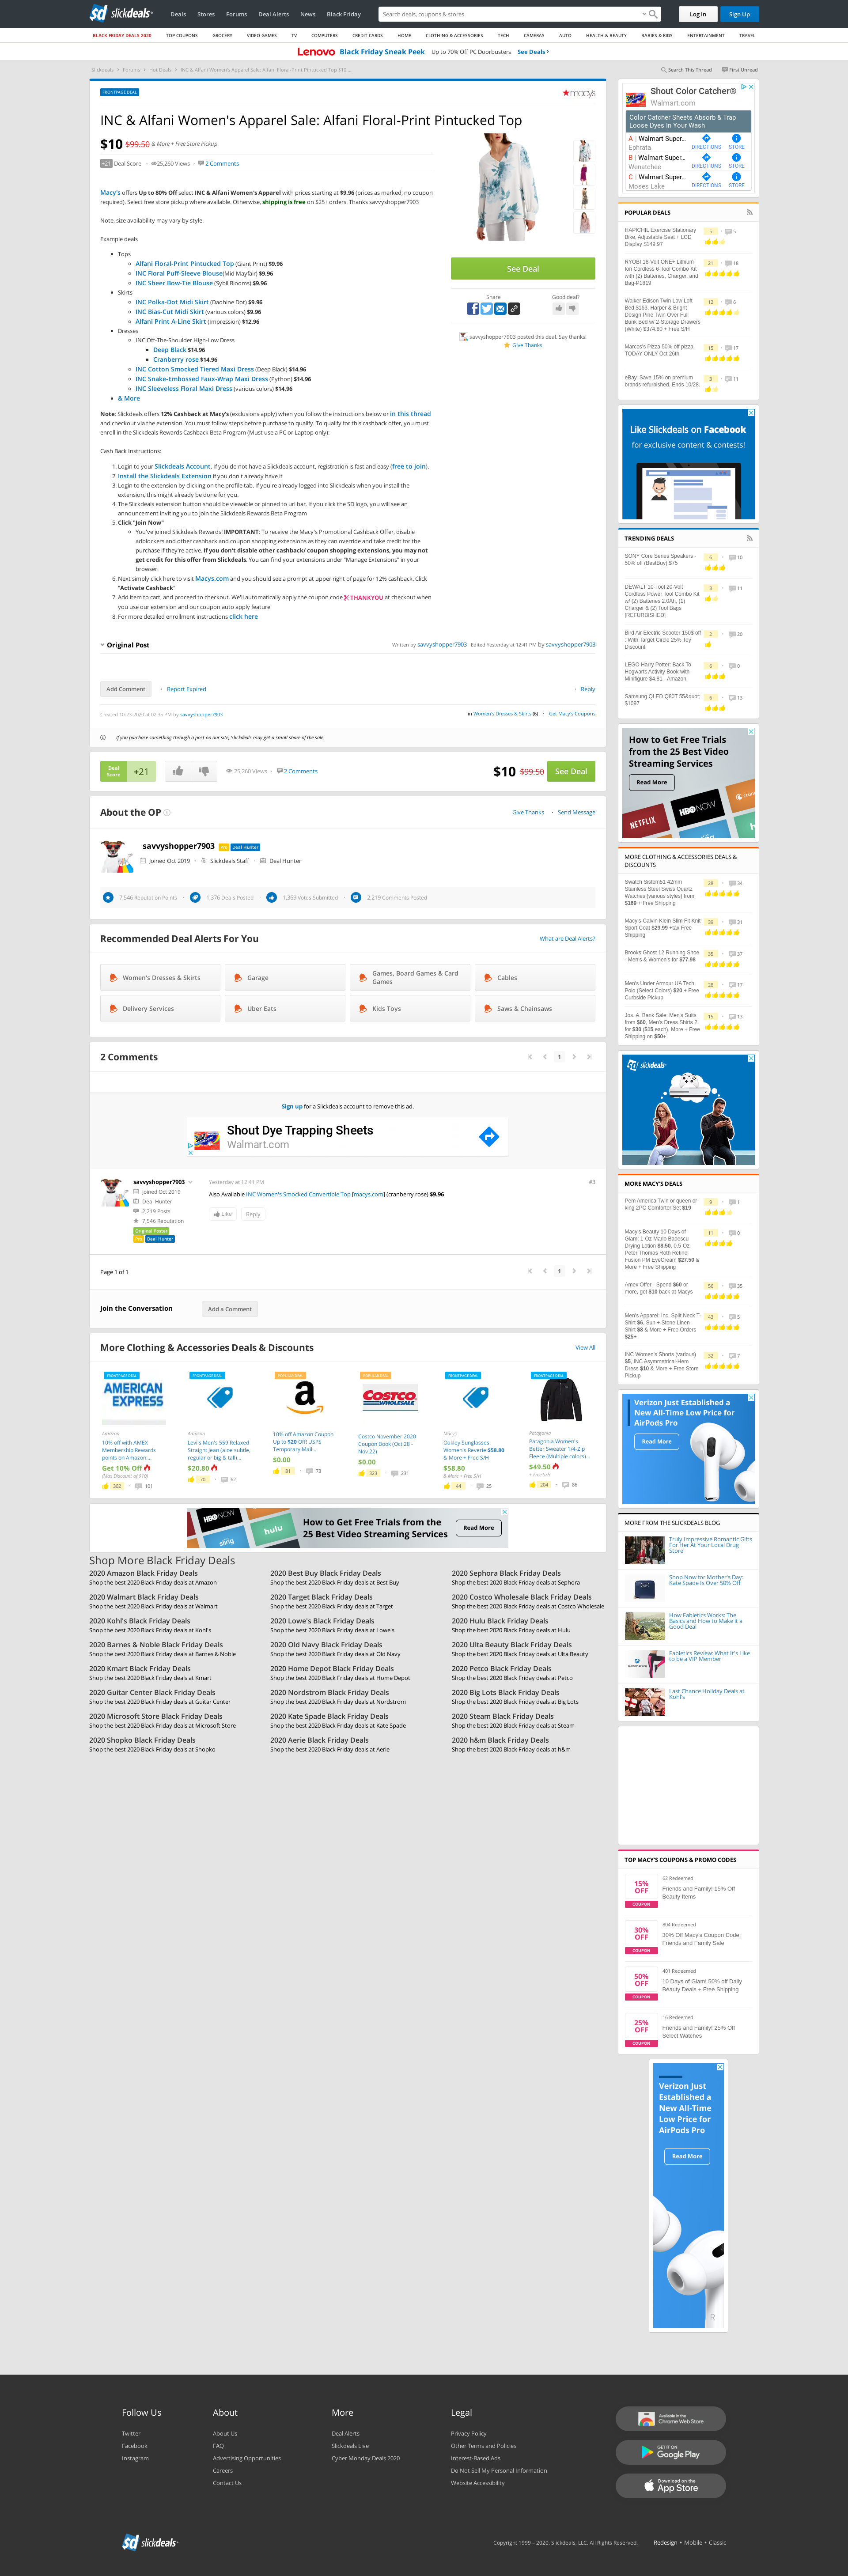 slickdeals
Deals
Stores
Forums
Deal Alerts
News
Black Friday
Search deals, coupons & stores
Log In
Sign Up
BLACK FRIDAY DEALS 2020
TOP COUPONS
GROCERY
VIDEO GAMES
TV
COMPUTERS
CREDIT CARDS
HOME
CLOTHING & ACCESSORIES
TECH
CAMERAS
AUTO
HEALTH & BEAUTY
BABIES & KIDS
ENTERTAINMENT
TRAVEL
Lenovo Black Friday Sneak Peek Up to 70% Off PC Doorbusters See Deals
Slickdeals > Forums > Hot Deals > INC & Alfani Women's Apparel Sale: Alfani Floral-Print Pintucked Top $10...
Search This Thread
First Unread
FRONTPAGE DEAL
macy's
INC & Alfani Women's Apparel Sale: Alfani Floral-Print Pintucked Top
$10 $99.50 & More + Free Store Pickup
+21 Deal Score 25,260 Views 2 Comments
Macy's offers Up to 80% Off select INC & Alfani Women's Apparel with prices starting at $9.96 (prices as marked, no coupon
required). Select free store pickup where available. Otherwise, shipping is free on $25+ orders. Thanks savvyshopper7903
Note, size availability may vary by style.
Example deals
Tops
Alfani Floral-Print Pintucked Top (Giant Print) $9.96
INC Floral Puff-Sleeve Blouse(Mid Mayfair) $9.96
INC Sheer Bow-Tie Blouse (Sybil Blooms) $9.96
Skirts
INC Polka-Dot Midi Skirt (Daohine Dot) $9.96
INC Bias-Cut Midi Skirt (various colors) $9.96
Alfani Print A-Line Skirt (Impression) $12.96
Dresses
INC Off-The-Shoulder High-Low Dress
Deep Black $14.96
Cranberry rose $14.96
INC Cotton Smocked Tiered Maxi Dress (Deep Black) $14.96
INC Snake-Embossed Faux-Wrap Maxi Dress (Python) $14.96
INC Sleeveless Floral Maxi Dress (various colors) $14.96
& More
Note: Slickdeals offers 12% Cashback at Macy's (exclusions apply) when you follow the instructions below or in this thread
and checkout via the extension. You must follow steps before purchase to qualify. To qualify for this cashback offer, you must
enroll in the Slickdeals Rewards Cashback Beta Program (Must use a PC or Laptop only):
Cash Back Instructions:
1. Login to your Slickdeals Account. If you do not have a Slickdeals account, registration is fast and easy (free to join).
2. Install the Slickdeals Extension if you don't already have it
3. Login to the extension by clicking on the profile tab. If you're already logged into Slickdeals when you install the
extension, this might already be done for you.
4. The Slickdeals extension button should be viewable or pinned to url bar. If you click the SD logo, you will see an
announcement inviting you to join the Slickdeals Rewards Beta Program
5. Click "Join Now"
You've joined Slickdeals Rewards! IMPORTANT: To receive the Macy's Promotional Cashback Offer, disable
adblockers and other cashback and coupon shopping extensions as they can override and take credit for the
purchase if they're active. If you don't disable other cashback/ coupon shopping extensions, you may not
get credit for this offer from Slickdeals. You can find your extensions under "Manage Extensions" in your
browser.
6. Next simply click here to visit Macys.com and you should see a prompt at upper right of page for 12% cashback. Click
"Activate Cashback"
7. Add item to cart, and proceed to checkout. We'll automatically apply the coupon code THANKYOU at checkout when
you use our extension and our coupon auto apply feature
8. For more detailed enrollment instructions click here
See Deal
Share
Good deal?
savvyshopper7903 posted this deal. Say thanks!
Give Thanks
Original Post
Written by savvyshopper7903 Edited Yesterday at 12:41 PM by savvyshopper7903
Add Comment
Report Expired
Reply
Created 10-23-2020 at 02:35 PM by savvyshopper7903
in Women's Dresses & Skirts (6) Get Macy's Coupons
If you purchase something through a post on our site, Slickdeals may get a small share of the sale.
Deal Score +21
25,260 Views 2 Comments
$10 $99.50 See Deal
About the OP
Give Thanks
Send Message
savvyshopper7903 Pro Deal Hunter
Joined Oct 2019 Slickdeals Staff Deal Hunter
7,546 Reputation Points
1,376 Deals Posted
1,369 Votes Submitted
2,219 Comments Posted
Recommended Deal Alerts For You
What are Deal Alerts?
Women's Dresses & Skirts
Garage
Games, Board Games & Card Games
Cables
Delivery Services
Uber Eats
Kids Toys
Saws & Chainsaws
2 Comments
1
Sign up for a Slickdeals account to remove this ad.
Shout Dye Trapping Sheets
Walmart.com
savvyshopper7903
Joined Oct 2019
Deal Hunter
2,219 Posts
7,546 Reputation
Original Poster
Pro Deal Hunter
Yesterday at 12:41 PM
#3
Also Available INC Women's Smocked Convertible Top [macys.com] (cranberry rose) $9.96
Like
Reply
Page 1 of 1
1
Join the Conversation
Add a Comment
More Clothing & Accessories Deals & Discounts
View All
FRONTPAGE DEAL
AMERICAN EXPRESS
Amazon
10% off with AMEX Membership Rewards points on Amazon,...
Get 10% Off
(Max Discount of $70)
302 101
FRONTPAGE DEAL
Amazon
Levi's Men's 559 Relaxed Straight Jean (aloe subtle, regular or big & tall)...
$20.80
70 62
POPULAR DEAL
a
10% off Amazon Coupon Up to $20 Off! USPS Temporary Mail...
$0.00
81 73
POPULAR DEAL
COSTCO WHOLESALE
Costco November 2020 Coupon Book (Oct 28 - Nov 22)
$0.00
323 231
FRONTPAGE DEAL
Macy's
Oakley Sunglasses: Women's Reverie $58.80 & More + Free S/H
$58.80
& More + Free S/H
44 25
FRONTPAGE DEAL
Patagonia
Patagonia Women's Better Sweater 1/4-Zip Fleece (Multiple colors)...
$49.50
+ Free S/H
204 86
HBO NOW
hulu
sling
How to Get Free Trials from the
25 Best Video Streaming Services
Read More
Shop More Black Friday Deals
2020 Amazon Black Friday Deals
Shop the best 2020 Black Friday deals at Amazon
2020 Best Buy Black Friday Deals
Shop the best 2020 Black Friday deals at Best Buy
2020 Sephora Black Friday Deals
Shop the best 2020 Black Friday deals at Sephora
2020 Walmart Black Friday Deals
Shop the best 2020 Black Friday deals at Walmart
2020 Target Black Friday Deals
Shop the best 2020 Black Friday deals at Target
2020 Costco Wholesale Black Friday Deals
Shop the best 2020 Black Friday deals at Costco Wholesale
2020 Kohl's Black Friday Deals
Shop the best 2020 Black Friday deals at Kohl's
2020 Lowe's Black Friday Deals
Shop the best 2020 Black Friday deals at Lowe's
2020 Hulu Black Friday Deals
Shop the best 2020 Black Friday deals at Hulu
2020 Barnes & Noble Black Friday Deals
Shop the best 2020 Black Friday deals at Barnes & Noble
2020 Old Navy Black Friday Deals
Shop the best 2020 Black Friday deals at Old Navy
2020 Ulta Beauty Black Friday Deals
Shop the best 2020 Black Friday deals at Ulta Beauty
2020 Kmart Black Friday Deals
Shop the best 2020 Black Friday deals at Kmart
2020 Home Depot Black Friday Deals
Shop the best 2020 Black Friday deals at Home Depot
2020 Petco Black Friday Deals
Shop the best 2020 Black Friday deals at Petco
2020 Guitar Center Black Friday Deals
Shop the best 2020 Black Friday deals at Guitar Center
2020 Nordstrom Black Friday Deals
Shop the best 2020 Black Friday deals at Nordstrom
2020 Big Lots Black Friday Deals
Shop the best 2020 Black Friday deals at Big Lots
2020 Microsoft Store Black Friday Deals
Shop the best 2020 Black Friday deals at Microsoft Store
2020 Kate Spade Black Friday Deals
Shop the best 2020 Black Friday deals at Kate Spade
2020 Steam Black Friday Deals
Shop the best 2020 Black Friday deals at Steam
2020 Shopko Black Friday Deals
Shop the best 2020 Black Friday deals at Shopko
2020 Aerie Black Friday Deals
Shop the best 2020 Black Friday deals at Aerie
2020 h&m Black Friday Deals
Shop the best 2020 Black Friday deals at h&m
Shout Color Catcher®
Walmart.com
Color Catcher Sheets Absorb & Trap
Loose Dyes In Your Wash
A | Walmart Super... Ephrata DIRECTIONS STORE
B | Walmart Super... Wenatchee DIRECTIONS STORE
C | Walmart Super... Moses Lake DIRECTIONS STORE
POPULAR DEALS
HAPICHIL Exercise Stationary Bike, Adjustable Seat + LCD Display $149.97
5 5
RYOBI 18-Volt ONE+ Lithium-Ion Cordless 6-Tool Combo Kit with (2) Batteries, Charger, and Bag-P1819
21 18
Walker Edison Twin Low Loft Bed $163, Harper & Bright Design Pine Twin Over Full Bunk Bed w/ 2-Storage Drawers (White) $374.80 + Free S/H
12 6
Marcos's Pizza 50% off pizza TODAY ONLY Oct 26th
15 17
eBay. Save 15% on premium brands refurbished. Ends 10/28.
3 11
Like Slickdeals on Facebook
for exclusive content & contests!
TRENDING DEALS
SONY Core Series Speakers - 50% off (BestBuy) $75
6 10
DEWALT 10-Tool 20-Volt Cordless Power Tool Combo Kit w/ (2) Batteries 2.0Ah, (1) Charger & (2) Tool Bags [REFURBISHED]
3 11
Bird Air Electric Scooter 150$ off : With Target Circle 25% Toy Discount
2 20
LEGO Harry Potter: Back To Hogwarts Activity Book with Minifigure $4.81 - Amazon
6 0
Samsung QLED Q80T 55&quot; $1097
6 13
How to Get Free Trials
from the 25 Best Video
Streaming Services
Read More
NETFLIX
HBO NOW
MORE CLOTHING & ACCESSORIES DEALS & DISCOUNTS
Swatch Sistem51 42mm Stainless Steel Swiss Quartz Watches (various styles) from $169 + Free Shipping
28 34
Macy's-Calvin Klein Slim Fit Knit Sport Coat $29.99 +tax Free Shipping
39 31
Brooks Ghost 12 Running Shoe - Men's & Women's for $77.98
35 37
Men's Under Armour UA Tech Polo (Select Colors) $20 + Free Curbside Pickup
28 17
Jos. A. Bank Sale: Men's Suits from $60, Men's Dress Shirts 2 for $30 ($15 each), More + Free Shipping on $50+
15 13
slickdeals
MORE MACY'S DEALS
Pem America Twin or queen or king 2PC Comforter Set $19
9 1
Macy's Beauty 10 Days of Glam: 1-Oz Mario Badescu Drying Lotion $8.50, 0.5-Oz Peter Thomas Roth Retinol Fusion PM EyeCream $27.50 & More + Free Shipping
11 0
Amex Offer - Spend $60 or more, get $10 back at Macys
56 35
Men's Apparel: Inc. Split Neck T-Shirt $6, Sun + Stone Linen Shirt $8 & More + Free Orders $25+
43 5
INC Women's Shorts (various) $5, INC Asymmetrical-Hem Dress $10 & More + Free Store Pickup
32 7
Verizon Just Established a
New All-Time Low Price for
AirPods Pro
Read More
MORE FROM THE SLICKDEALS BLOG
Truly Impressive Romantic Gifts For Her At Your Local Drug Store
Shop Now for Mother's Day: Kate Spade Is Over 50% Off
How Fabletics Works: The Basics and How to Make it a Good Deal
Fabletics Review: What It's Like to be a VIP Member
Last Chance Holiday Deals at Kohl's
TOP MACY'S COUPONS & PROMO CODES
15% OFF COUPON
62 Redeemed
Friends and Family! 15% Off Beauty Items
30% OFF COUPON
804 Redeemed
30% Off Macy's Coupon Code: Friends and Family Sale
50% OFF COUPON
401 Redeemed
10 Days of Glam! 50% off Daily Beauty Deals + Free Shipping
25% OFF COUPON
16 Redeemed
Friends and Family! 25% Off Select Watches
Verizon Just
Established a
New All-Time
Low Price for
AirPods Pro
Read More
Follow Us
Twitter
Facebook
Instagram
About
About Us
FAQ
Advertising Opportunities
Careers
Contact Us
More
Deal Alerts
Slickdeals Live
Cyber Monday Deals 2020
Legal
Privacy Policy
Other Terms and Policies
Interest-Based Ads
Do Not Sell My Personal Information
Website Accessibility
Available in the Chrome Web Store
GET IT ON Google Play
Download on the App Store
slickdeals
Copyright 1999 – 2020. Slickdeals, LLC. All Rights Reserved.
Redesign • Mobile • Classic